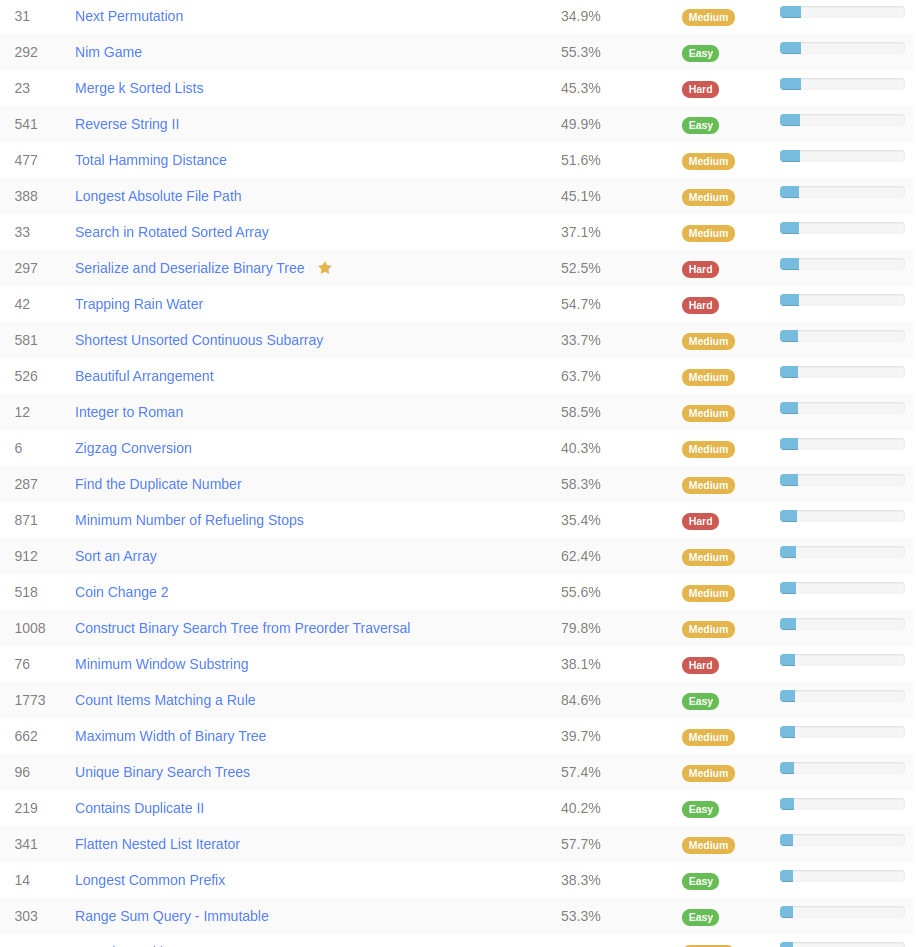 31 Next Permutation 34.9% Medium
292 Nim Game 55.3% Easy
23 Merge k Sorted Lists 45.3% Hard
541 Reverse String II 49.9% Easy
477 Total Hamming Distance 51.6% Medium
388 Longest Absolute File Path 45.1% Medium
33 Search in Rotated Sorted Array 37.1% Medium
297 Serialize and Deserialize Binary Tree 52.5% Hard
42 Trapping Rain Water 54.7% Hard
581 Shortest Unsorted Continuous Subarray 33.7% Medium
526 Beautiful Arrangement 63.7% Medium
12 Integer to Roman 58.5% Medium
6 Zigzag Conversion 40.3% Medium
287 Find the Duplicate Number 58.3% Medium
871 Minimum Number of Refueling Stops 35.4% Hard
912 Sort an Array 62.4% Medium
518 Coin Change 2 55.6% Medium
1008 Construct Binary Search Tree from Preorder Traversal 79.8% Medium
76 Minimum Window Substring 38.1% Hard
1773 Count Items Matching a Rule 84.6% Easy
662 Maximum Width of Binary Tree 39.7% Medium
96 Unique Binary Search Trees 57.4% Medium
219 Contains Duplicate II 40.2% Easy
341 Flatten Nested List Iterator 57.7% Medium
14 Longest Common Prefix 38.3% Easy
303 Range Sum Query - Immutable 53.3% Easy